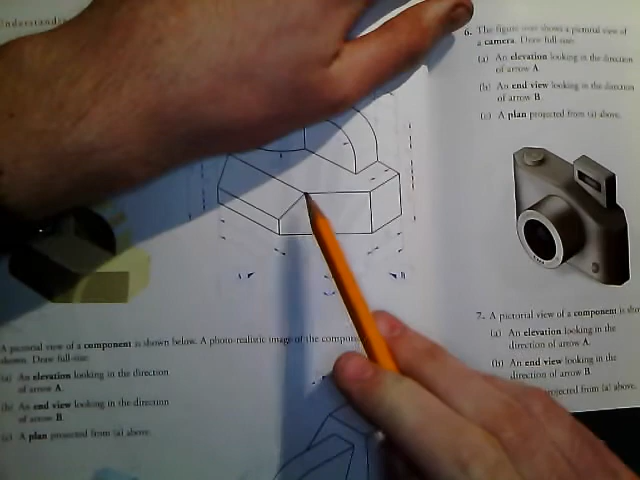 Understandi
A pictorial view of a component is shown below. A photo-realistic image of the compon
shown. Draw full-size:
(a) An elevation looking in the direction
of arrow A.
(b) An end view looking in the direction
of arrow B.
(c) A plan projected from (a) above.
6. The figure over shows a pictorial view of
a camera. Draw full-size:
(a) An elevation looking in the direction
of arrow A.
(b) An end view looking in the direction
of arrow B.
(c) A plan projected from (a) above.
7. A pictorial view of a component is sho
(a) An elevation looking in the
direction of arrow A.
(b) An end view looking in the
direction of arrow B.
projected from (a) above.